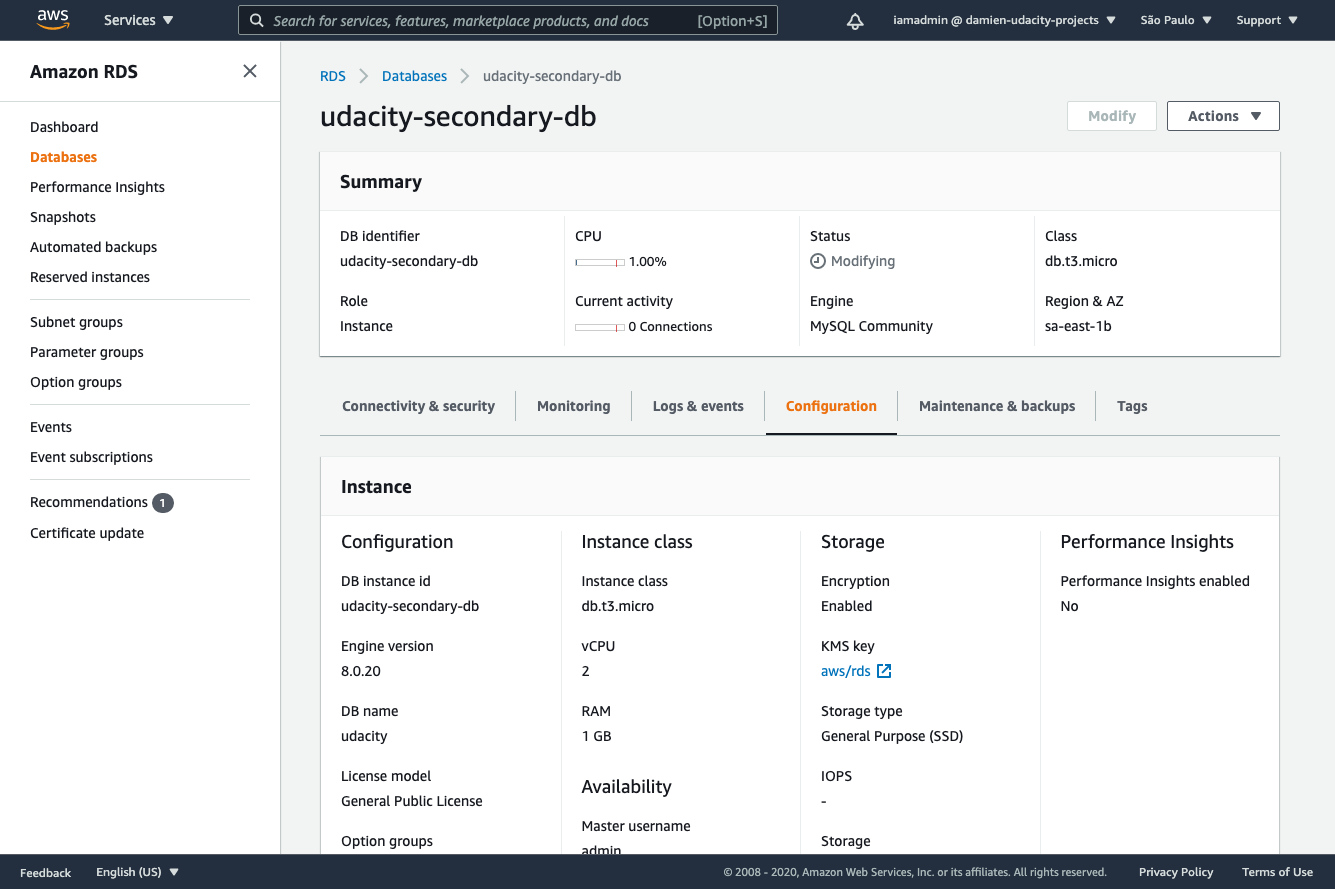 aws
Services
Search for services, features, marketplace products, and docs [Option+S]
iamadmin @ damien-udacity-projects
São Paulo
Support
Amazon RDS
Dashboard
Databases
Performance Insights
Snapshots
Automated backups
Reserved instances
Subnet groups
Parameter groups
Option groups
Events
Event subscriptions
Recommendations 1
Certificate update
RDS Databases udacity-secondary-db
udacity-secondary-db
Modify
Actions
Summary
DB identifier
udacity-secondary-db
CPU
1.00%
Status
Modifying
Class
db.t3.micro
Role
Instance
Current activity
0 Connections
Engine
MySQL Community
Region & AZ
sa-east-1b
Connectivity & security
Monitoring
Logs & events
Configuration
Maintenance & backups
Tags
Instance
Configuration
DB instance id
udacity-secondary-db
Engine version
8.0.20
DB name
udacity
License model
General Public License
Option groups
Instance class
Instance class
db.t3.micro
vCPU
2
RAM
1 GB
Availability
Master username
admin
Storage
Encryption
Enabled
KMS key
aws/rds
Storage type
General Purpose (SSD)
IOPS
-
Storage
Performance Insights
Performance Insights enabled
No
Feedback
English (US)
© 2008 - 2020, Amazon Web Services, Inc. or its affiliates. All rights reserved.
Privacy Policy
Terms of Use